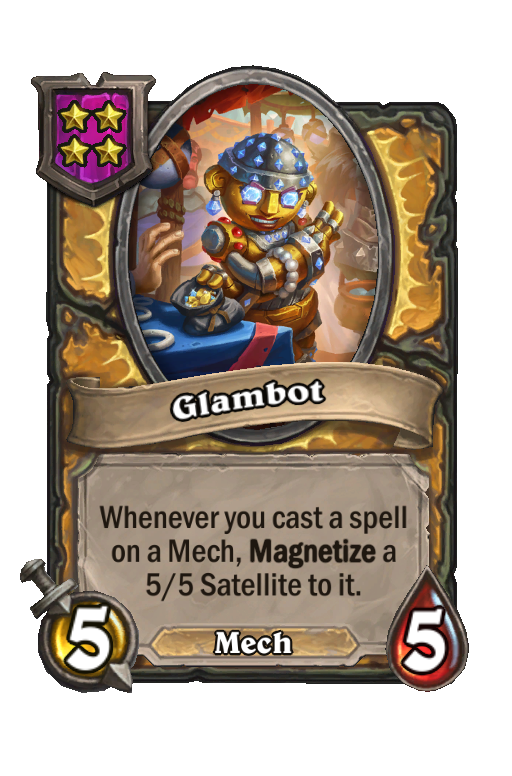 Glambot
Whenever you cast a spell
on a Mech, Magnetize a
5/5 Satellite to it.
5
Mech
5